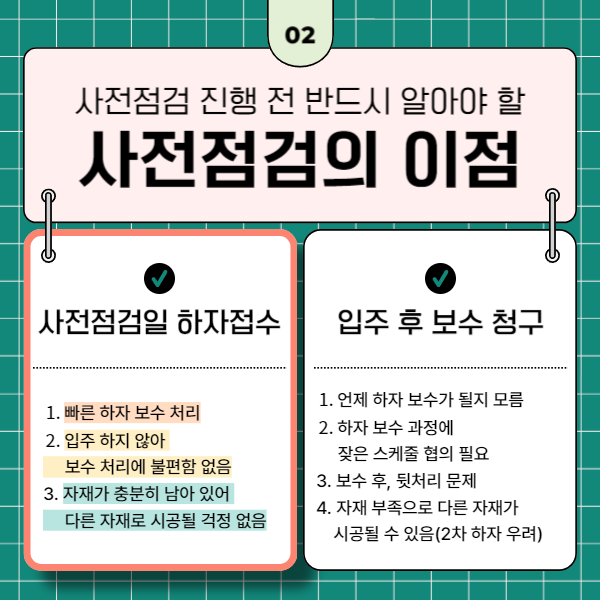 02
사전점검 진행 전 반드시 알아야 할
사전점검의 이점
사전점검일 하자접수
1. 빠른 하자 보수 처리
2. 입주 하지 않아
보수 처리에 불편함 없음
3. 자재가 충분히 남아 있어
다른 자재로 시공될 걱정 없음
입주 후 보수 청구
1. 언제 하자 보수가 될지 모름
2. 하자 보수 과정에
잦은 스케줄 협의 필요
3. 보수 후, 뒷처리 문제
4. 자재 부족으로 다른 자재가
시공될 수 있음(2차 하자 우려)